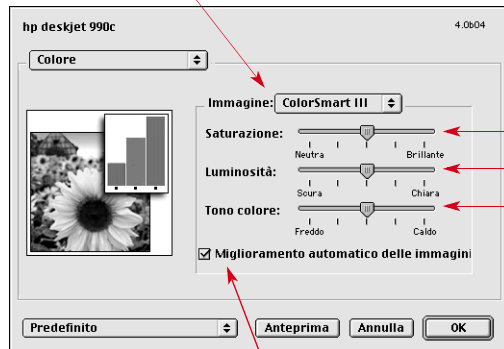 hp deskjet 990c
4.0b04
Colore
Immagine: ColorSmart III
Saturazione:
Neutra Brillante
Luminosità:
Scura Chiara
Tono colore:
Freddo Caldo
Miglioramento automatico delle immagini
Predefinito Anteprima Annulla OK